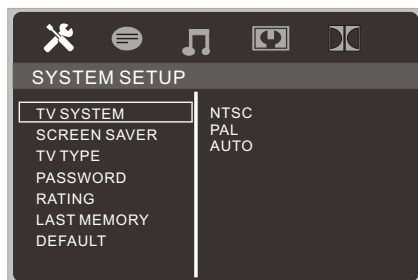 SYSTEM SETUP
TV SYSTEM
SCREEN SAVER
TV TYPE
PASSWORD
RATING
LAST MEMORY
DEFAULT
NTSC
PAL
AUTO